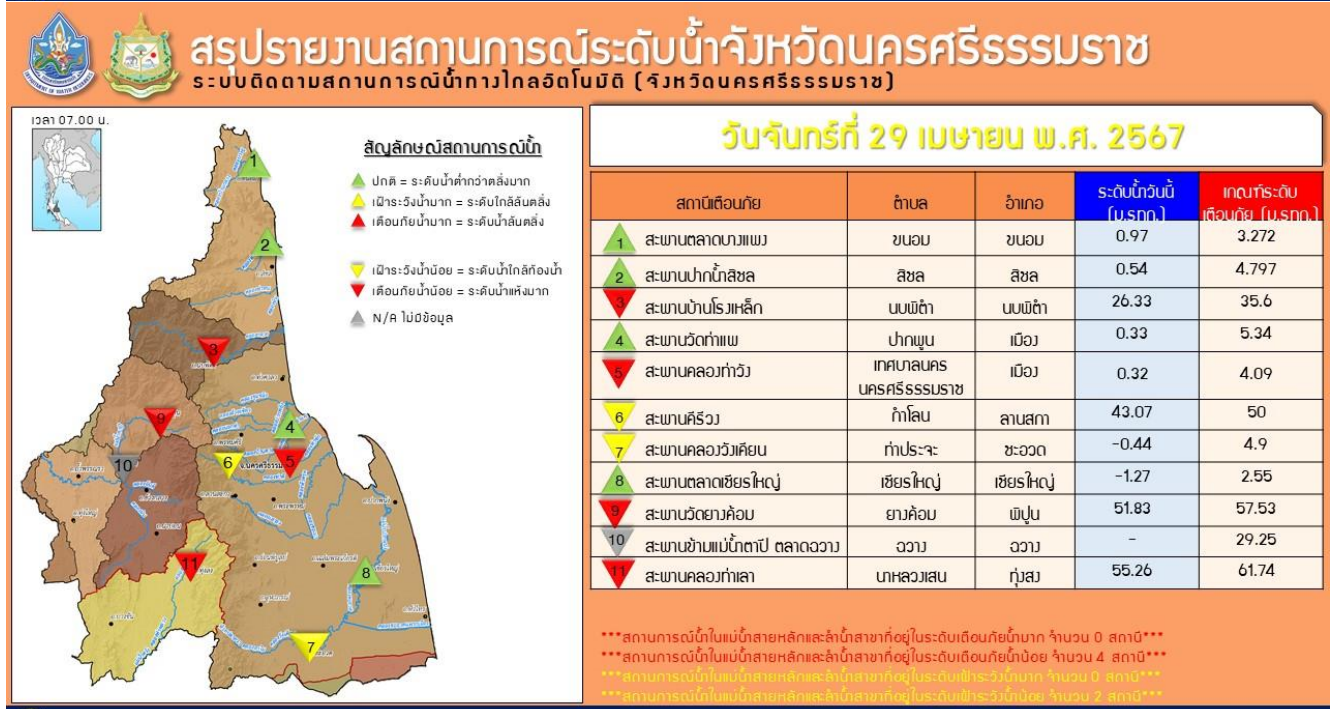 สรุปรายงานสถานการณ์ระดับน้ำจังหวัดนครศรีธรรมราช
ระบบติดตามสถานการณ์น้ำทางไกลอัตโนมัติ (จังหวัดนครศรีธรรมราช)
เวลา 07.00 น.
สัญลักษณ์สถานการณ์น้ำ
ปกติ = ระดับน้ำต่ำกว่าตลิ่งมาก
เฝ้าระวังน้ำมาก = ระดับใกล้ล้นตลิ่ง
เตือนภัยน้ำมาก = ระดับน้ำล้นตลิ่ง
เฝ้าระวังน้ำน้อย = ระดับน้ำใกล้ท้องน้ำ
เตือนภัยน้ำน้อย = ระดับน้ำแห้งมาก
N/A ไม่มีข้อมูล
1
2
3
4
9
10
6
5
11
8
7
วันจันทร์ที่ 29 เมษายน พ.ศ. 2567
สถานีเตือนภัย ตำบล อำเภอ ระดับน้ำวันนี้ (ม.รทก.) เกณฑ์ระดับเตือนภัย (ม.รทก.)
1 สะพานตลาดบางแพง ขนอม ขนอม 0.97 3.272
2 สะพานปากน้ำสิชล สิชล สิชล 0.54 4.797
3 สะพานบ้านโรงเหล็ก นบพิตำ นบพิตำ 26.33 35.6
4 สะพานวัดท่าแพ ปากพูน เมือง 0.33 5.34
5 สะพานคลองท่าวัง เทศบาลนครนครศรีธรรมราช เมือง 0.32 4.09
6 สะพานคีรีวง กำโลน ลานสกา 43.07 50
7 สะพานคลองวังเคียน ท่าประจะ ชะอวด -0.44 4.9
8 สะพานตลาดเชียรใหญ่ เชียรใหญ่ เชียรใหญ่ -1.27 2.55
9 สะพานวัดยางค้อม ยางค้อม พิปูน 51.83 57.53
10 สะพานข้ามแม่น้ำตาปี ตลาดฉวาง ฉวาง ฉวาง - 29.25
11 สะพานคลองท่าเลา นาหลวงเสน ทุ่งสง 55.26 61.74
***สถานการณ์น้ำในแม่น้ำสายหลักและลำน้ำสาขาที่อยู่ในระดับเตือนภัยน้ำมาก จำนวน 0 สถานี***
***สถานการณ์น้ำในแม่น้ำสายหลักและลำน้ำสาขาที่อยู่ในระดับเตือนภัยน้ำน้อย จำนวน 4 สถานี***
***สถานการณ์น้ำในแม่น้ำสายหลักและลำน้ำสาขาที่อยู่ในระดับเฝ้าระวังน้ำมาก จำนวน 0 สถานี***
***สถานการณ์น้ำในแม่น้ำสายหลักและลำน้ำสาขาที่อยู่ในระดับเฝ้าระวังน้ำน้อย จำนวน 2 สถานี***